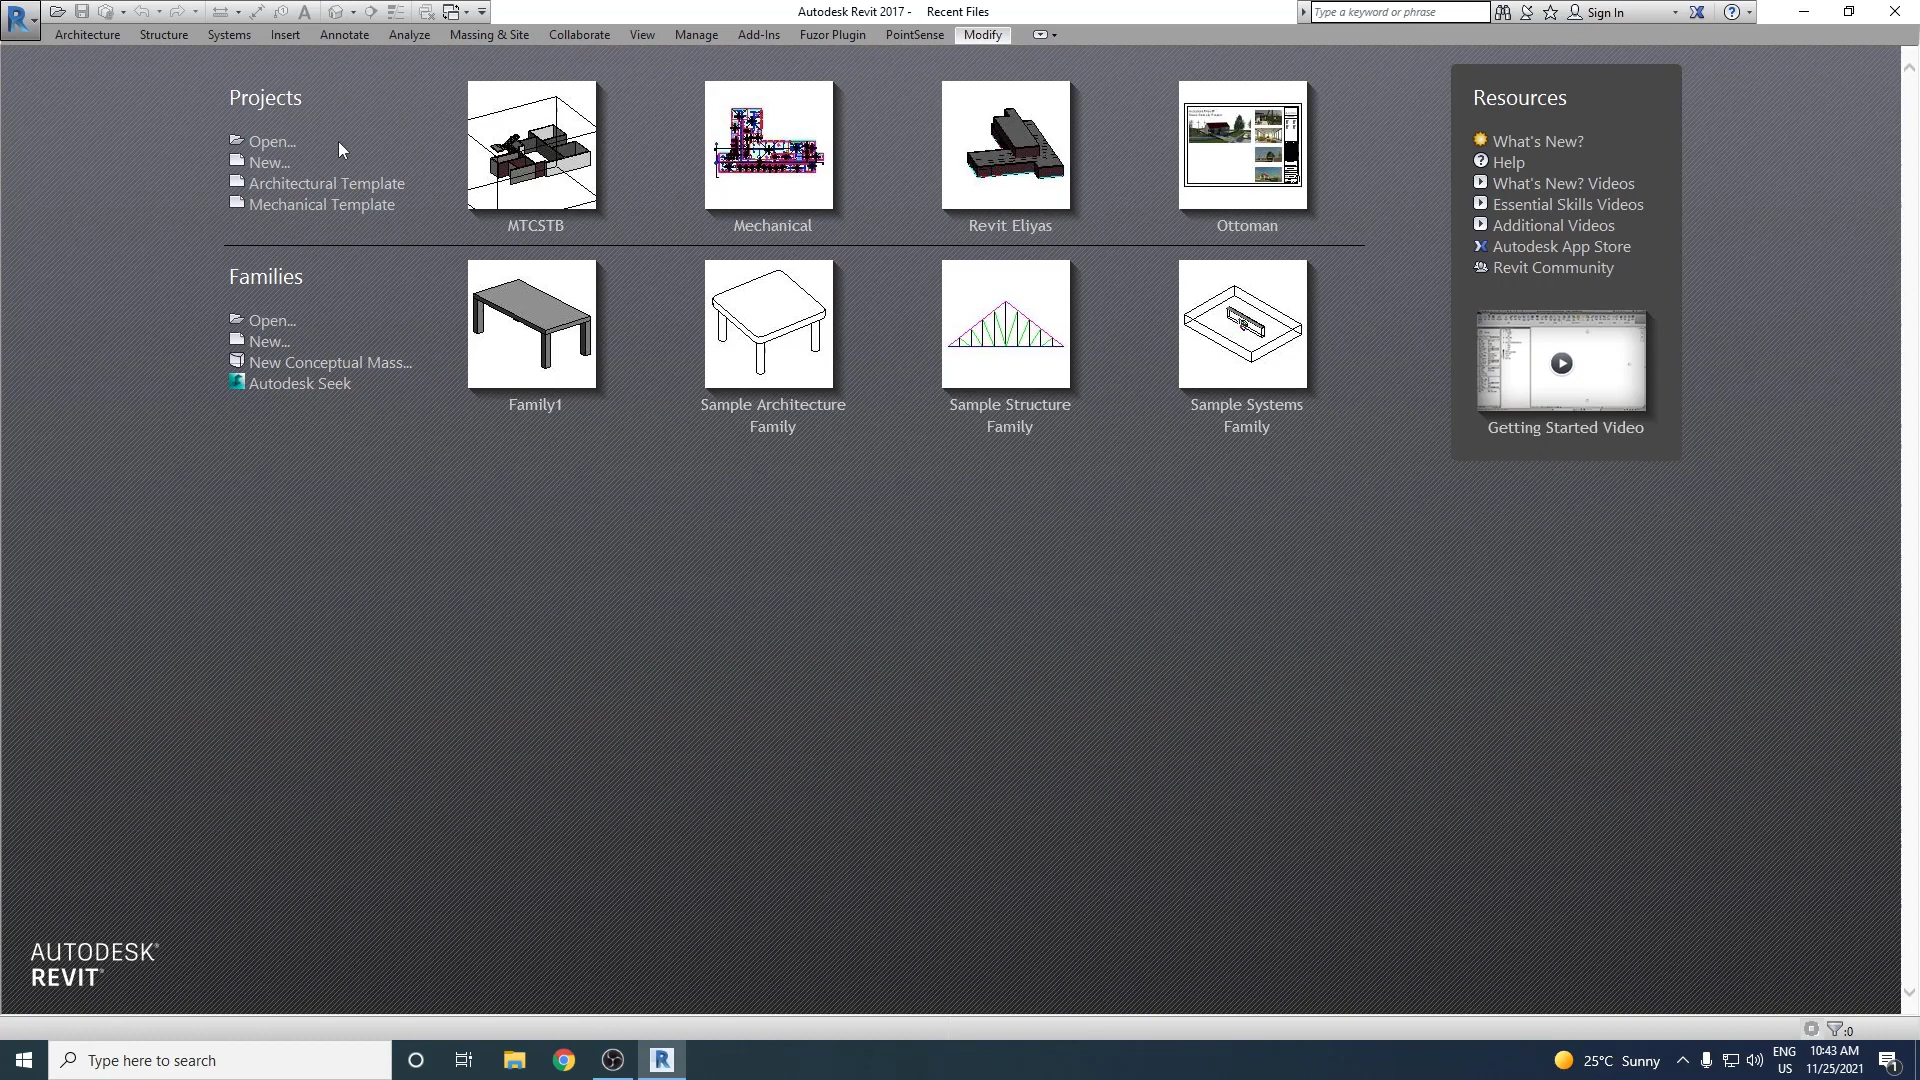 Autodesk Revit 2017 - Recent Files
Type a keyword or phrase
Sign In
Architecture Structure Systems Insert Annotate Analyze Massing & Site Collaborate View Manage Add-Ins Fuzor Plugin PointSense Modify
Projects
Open...
New...
Architectural Template
Mechanical Template
MTCSTB
Mechanical
Revit Eliyas
Ottoman
Families
Open...
New...
New Conceptual Mass...
Autodesk Seek
Family1
Sample Architecture
Family
Sample Structure
Family
Sample Systems
Family
Resources
What's New?
Help
What's New? Videos
Essential Skills Videos
Additional Videos
Autodesk App Store
Revit Community
Getting Started Video
AUTODESK®
REVIT®
:0
Type here to search
25°C Sunny
ENG
US
10:43 AM
11/25/2021
1